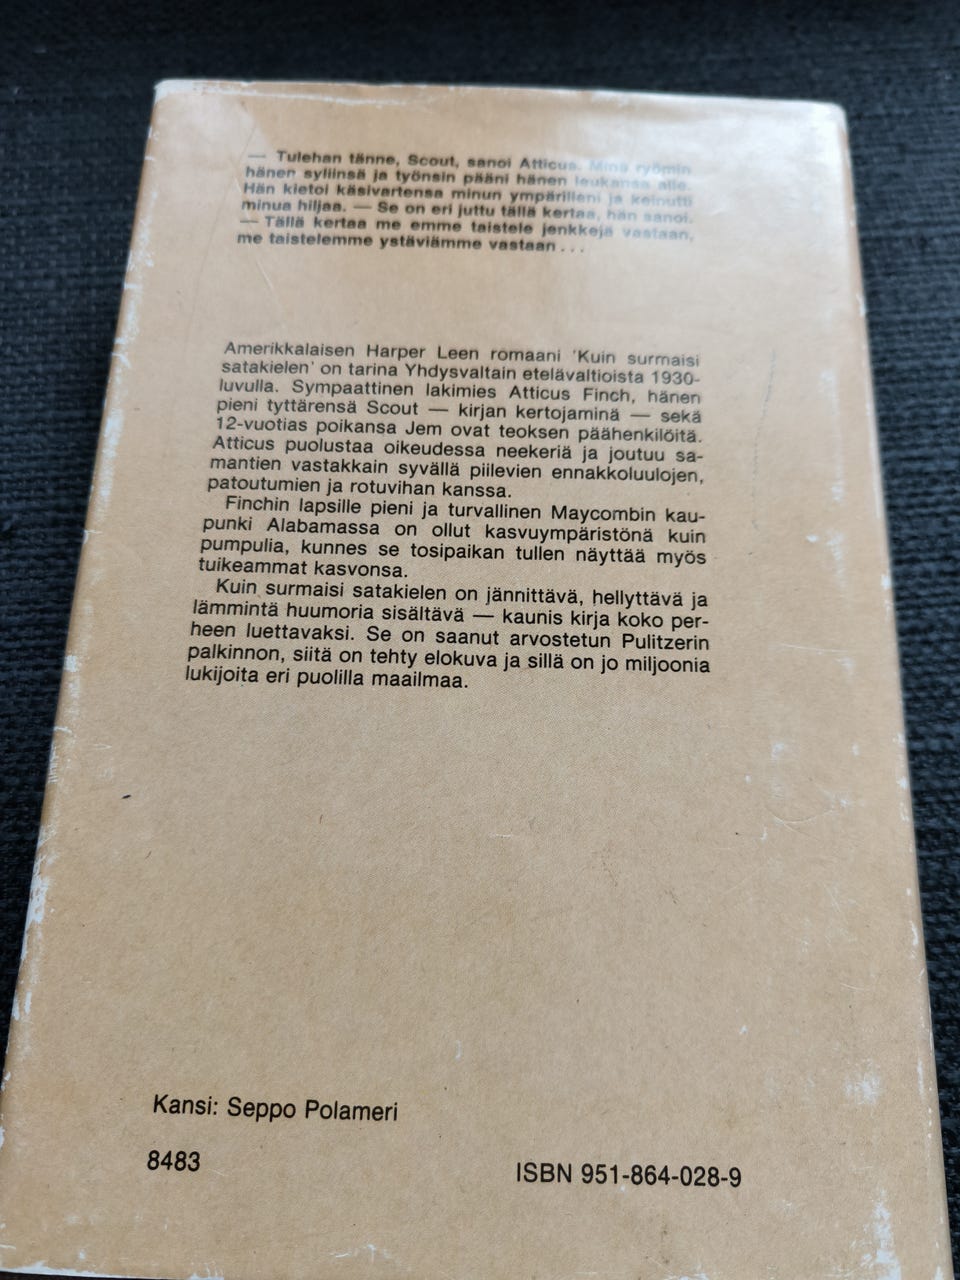 — Tulehan tänne, Scout, sanoi Atticus. Minä ryömin
hänen syliinsä ja työnsin pääni hänen leukansa alle.
Hän kietoi käsivartensa minun ympärilleni ja keinutti
minua hiljaa. — Se on eri juttu tällä kertaa, hän sanoi.
— Tällä kertaa me emme taistele jenkkejä vastaan,
me taistelemme ystäviämme vastaan . . .
Amerikkalaisen Harper Leen romaani 'Kuin surmaisi
satakielen' on tarina Yhdysvaltain etelävaltioista 1930-
luvulla. Sympaattinen lakimies Atticus Finch, hänen
pieni tyttärensä Scout — kirjan kertojaminä — sekä
12-vuotias poikansa Jem ovat teoksen päähenkilöitä.
Atticus puolustaa oikeudessa neekeriä ja joutuu sa-
mantien vastakkain syvällä piilevien ennakkoluulojen,
patoutumien ja rotuvihan kanssa.
Finchin lapsille pieni ja turvallinen Maycombin kau-
punki Alabamassa on ollut kasvuympäristönä kuin
pumpulia, kunnes se tosipaikan tullen näyttää myös
tuikeammat kasvonsa.
Kuin surmaisi satakielen on jännittävä, hellyttävä ja
lämmintä huumoria sisältävä — kaunis kirja koko per-
heen luettavaksi. Se on saanut arvostetun Pulitzerin
palkinnon, siitä on tehty elokuva ja sillä on jo miljoonia
lukijoita eri puolilla maailmaa.
Kansi: Seppo Polameri
8483
ISBN 951-864-028-9